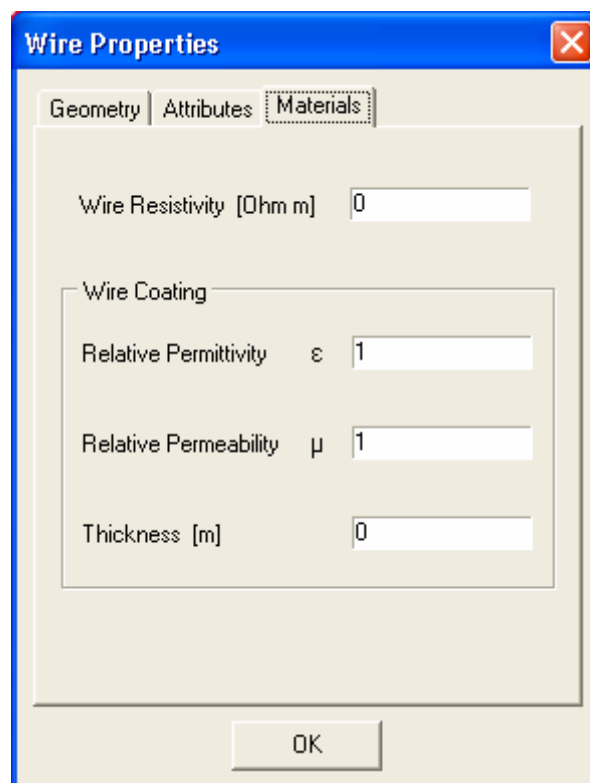 Wire Properties
Geometry Attributes Materials
Wire Resistivity [Ohm m] 0
Wire Coating
Relative Permittivity ε 1
Relative Permeability μ 1
Thickness [m] 0
OK